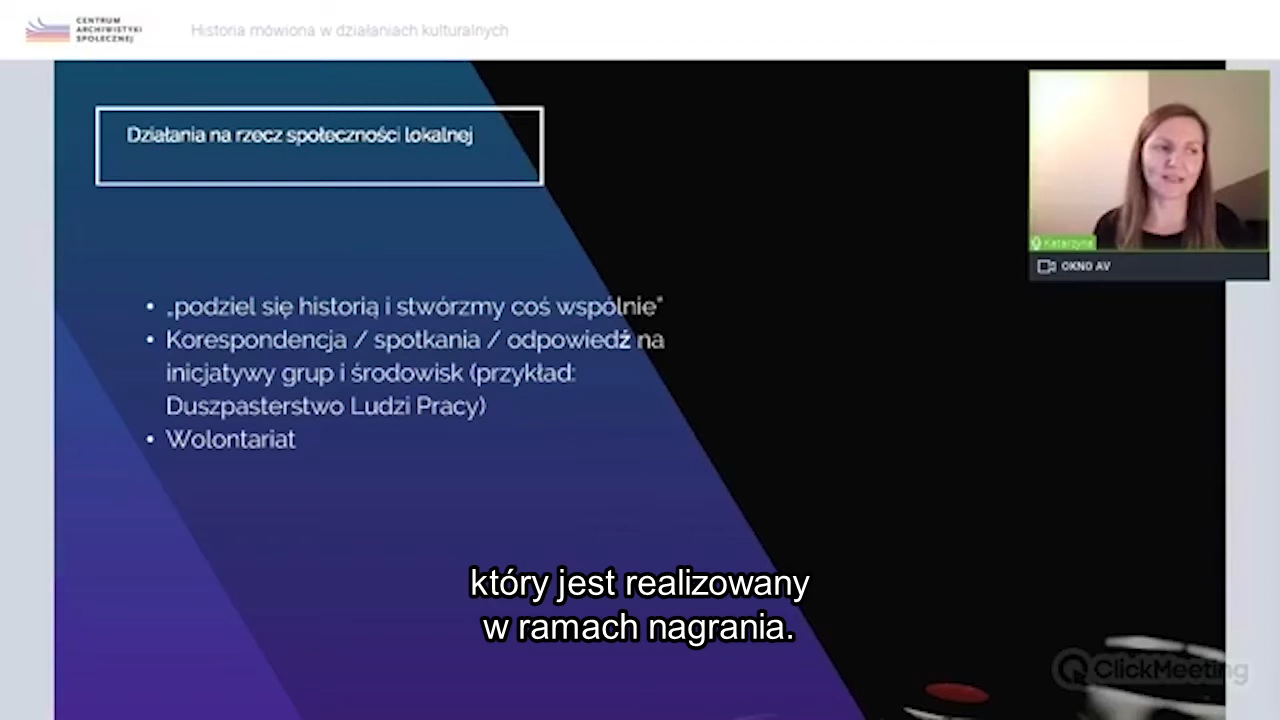 CENTRUM
ARCHIWISTYKI
SPOŁECZNEJ
Historia mówiona w działaniach kulturalnych
Działania na rzecz społeczności lokalnej
Katarzyna
OKNO AV
• „podziel się historią i stwórzmy coś wspólnie"
• Korespondencja / spotkania / odpowiedź na
inicjatywy grup i środowisk (przykład:
Duszpasterstwo Ludzi Pracy)
• Wolontariat
który jest realizowany
w ramach nagrania.
ClickMeeting